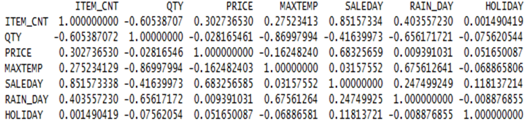 ITEM_CNT QTY PRICE MAXTEMP SALEDAY RAIN_DAY HOLIDAY
ITEM_CNT 1.000000000 -0.60538707 0.302736530 0.27523413 0.85157334 0.403557230 0.001490419
QTY -0.605387072 1.00000000 -0.028165461 -0.86997994 -0.41639973 -0.656171721 -0.075620542
PRICE 0.302736530 -0.02816546 1.000000000 -0.16248240 0.68325659 0.009391031 0.051650087
MAXTEMP 0.275234129 -0.86997994 -0.162482403 1.00000000 0.03157552 0.675612641 -0.068865806
SALEDAY 0.851573338 -0.41639973 0.683256585 0.03157552 1.00000000 0.247499249 0.118137214
RAIN_DAY 0.403557230 -0.65617172 0.009391031 0.67561264 0.24749925 1.000000000 -0.008876855
HOLIDAY 0.001490419 -0.07562054 0.051650087 -0.06886581 0.11813721 -0.008876855 1.000000000